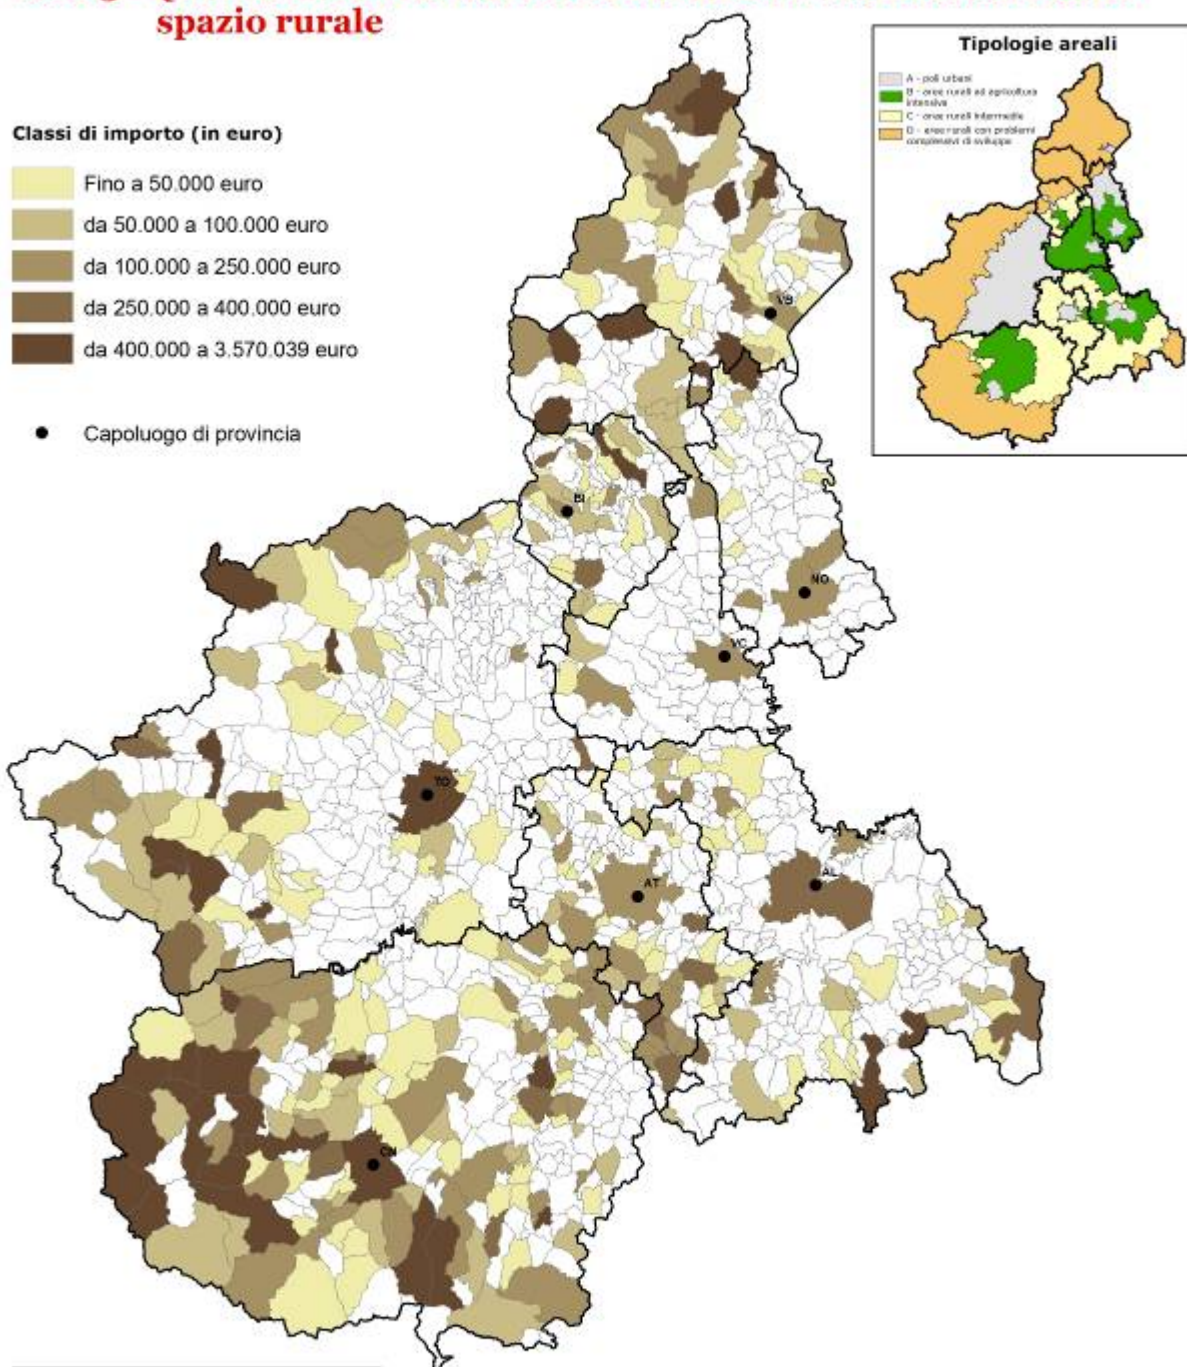 spazio rurale
Tipologie areali
A - poli urbani
B - aree rurali ad agricoltura
intensiva
C - aree rurali intermedie
D - aree rurali con problemi
complessivi di sviluppo
Classi di importo (in euro)
Fino a 50.000 euro
da 50.000 a 100.000 euro
da 100.000 a 250.000 euro
da 250.000 a 400.000 euro
da 400.000 a 3.570.039 euro
Capoluogo di provincia
VB
BI
NO
VC
TO
AT
AL
CN